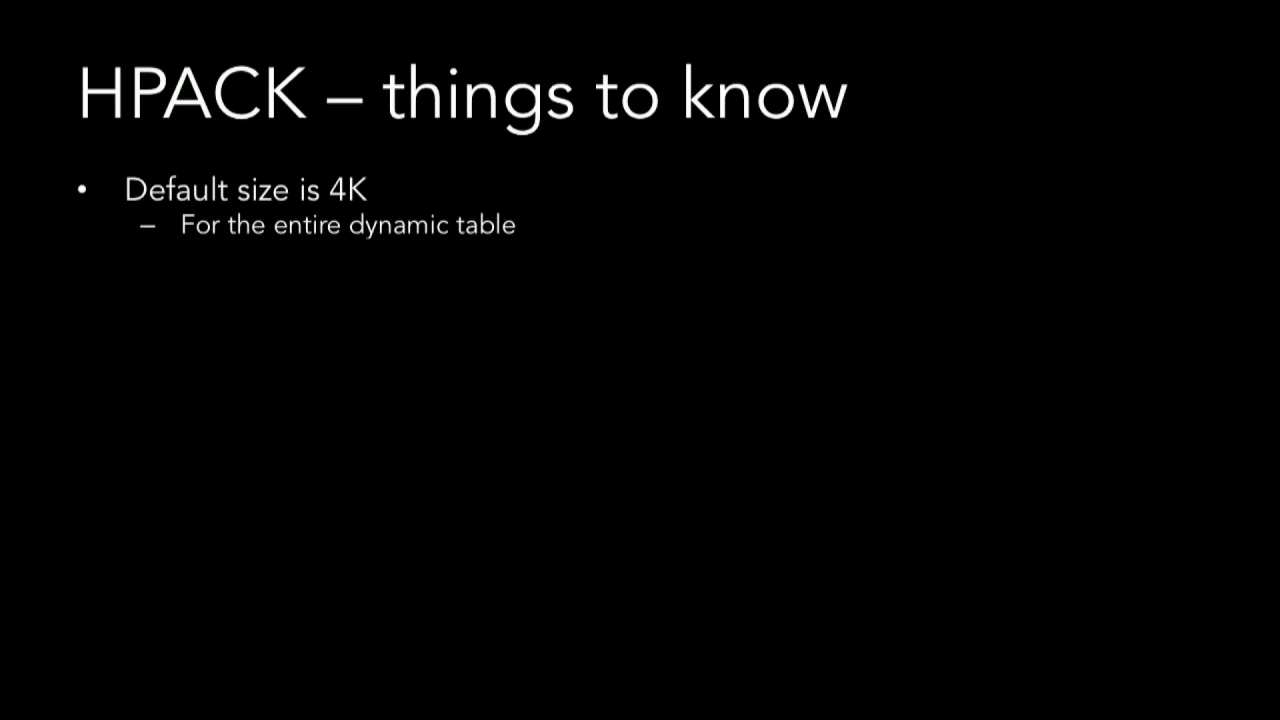 HPACK – things to know
• Default size is 4K
– For the entire dynamic table